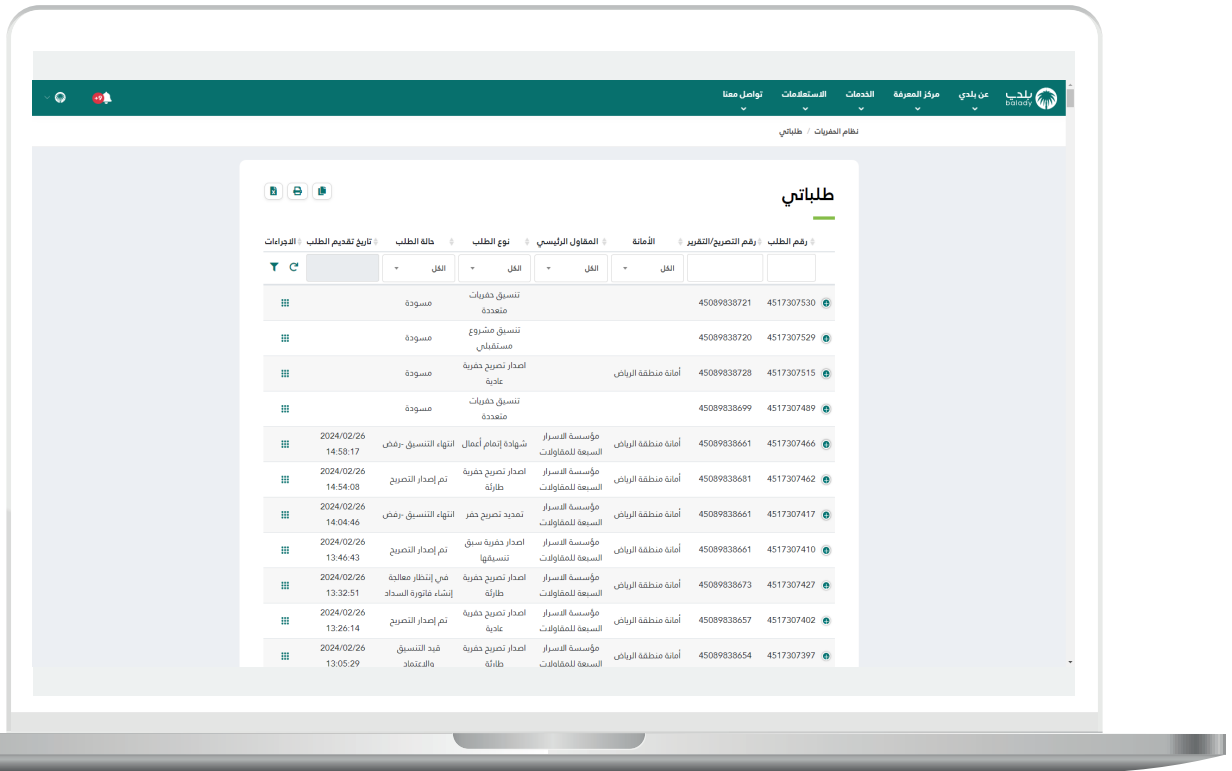 بلدي balady عن بلدي مركز المعرفة الخدمات الاستعلامات تواصل معنا +9
نظام الحفريات / طلباتي
طلباتي
رقم الطلب رقم التصريح/التقرير الأمانة المقاول الرئيسي نوع الطلب حالة الطلب تاريخ تقديم الطلب الاجراءات
الكل الكل الكل الكل
4517307530 45089838721 تنسيق حفريات متعددة مسودة
4517307529 45089838720 تنسيق مشروع مستقبلي مسودة
4517307515 45089838728 أمانة منطقة الرياض اصدار تصريح حفرية عادية مسودة
4517307489 45089838699 تنسيق حفريات متعددة مسودة
4517307466 45089838661 أمانة منطقة الرياض مؤسسة الاسرار السبعة للمقاولات شهادة إتمام أعمال انتهاء التنسيق -رفض 2024/02/26 14:58:17
4517307462 45089838681 أمانة منطقة الرياض مؤسسة الاسرار السبعة للمقاولات اصدار تصريح حفرية طارئة تم إصدار التصريح 2024/02/26 14:54:08
4517307417 45089838661 أمانة منطقة الرياض مؤسسة الاسرار السبعة للمقاولات تمديد تصريح حفر انتهاء التنسيق -رفض 2024/02/26 14:04:46
4517307410 45089838661 أمانة منطقة الرياض مؤسسة الاسرار السبعة للمقاولات اصدار حفرية سبق تنسيقها تم إصدار التصريح 2024/02/26 13:46:43
4517307427 45089838673 أمانة منطقة الرياض مؤسسة الاسرار السبعة للمقاولات اصدار تصريح حفرية طارئة في إنتظار معالجة إنشاء فاتورة السداد 2024/02/26 13:32:51
4517307402 45089838657 أمانة منطقة الرياض مؤسسة الاسرار السبعة للمقاولات اصدار تصريح حفرية عادية تم إصدار التصريح 2024/02/26 13:26:14
4517307397 45089838654 أمانة منطقة الرياض مؤسسة الاسرار السبعة للمقاولات اصدار تصريح حفرية طارئة قيد التنسيق والاعتماد 2024/02/26 13:05:29